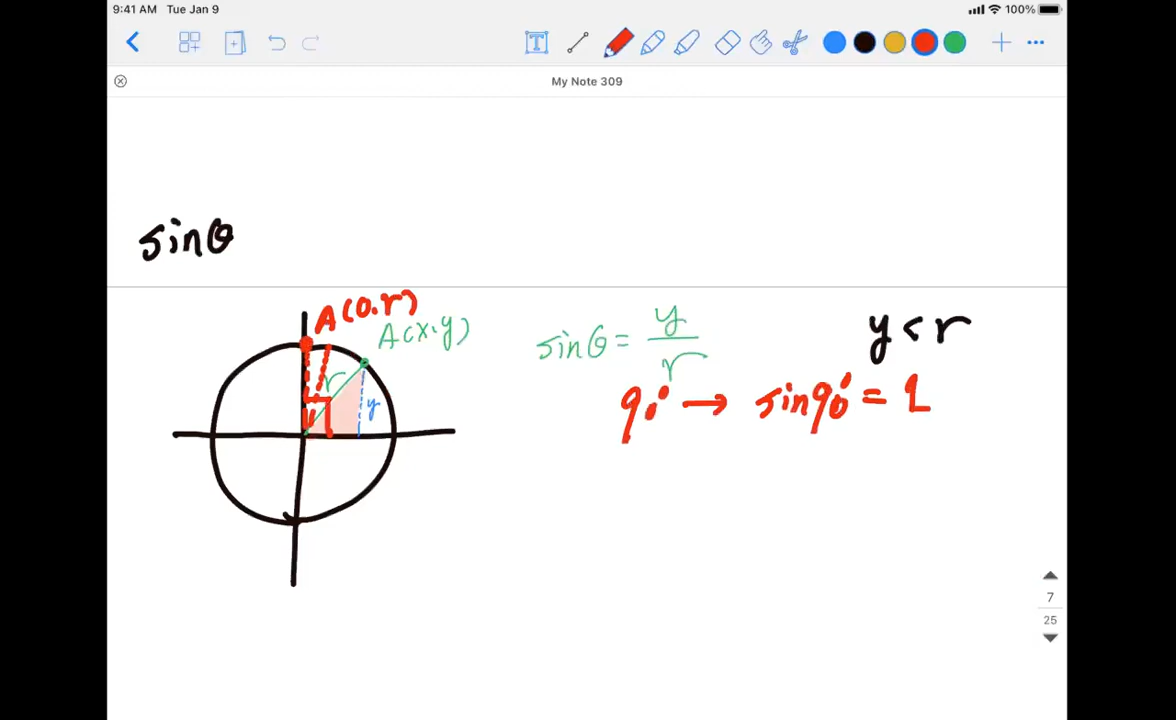 9:41 AM Tue Jan 9
100%
My Note 309
sinθ
A(0,r)
A(x,y)
r
y
sinθ = y/r
y < r
90° → sin90° = 1
7
25